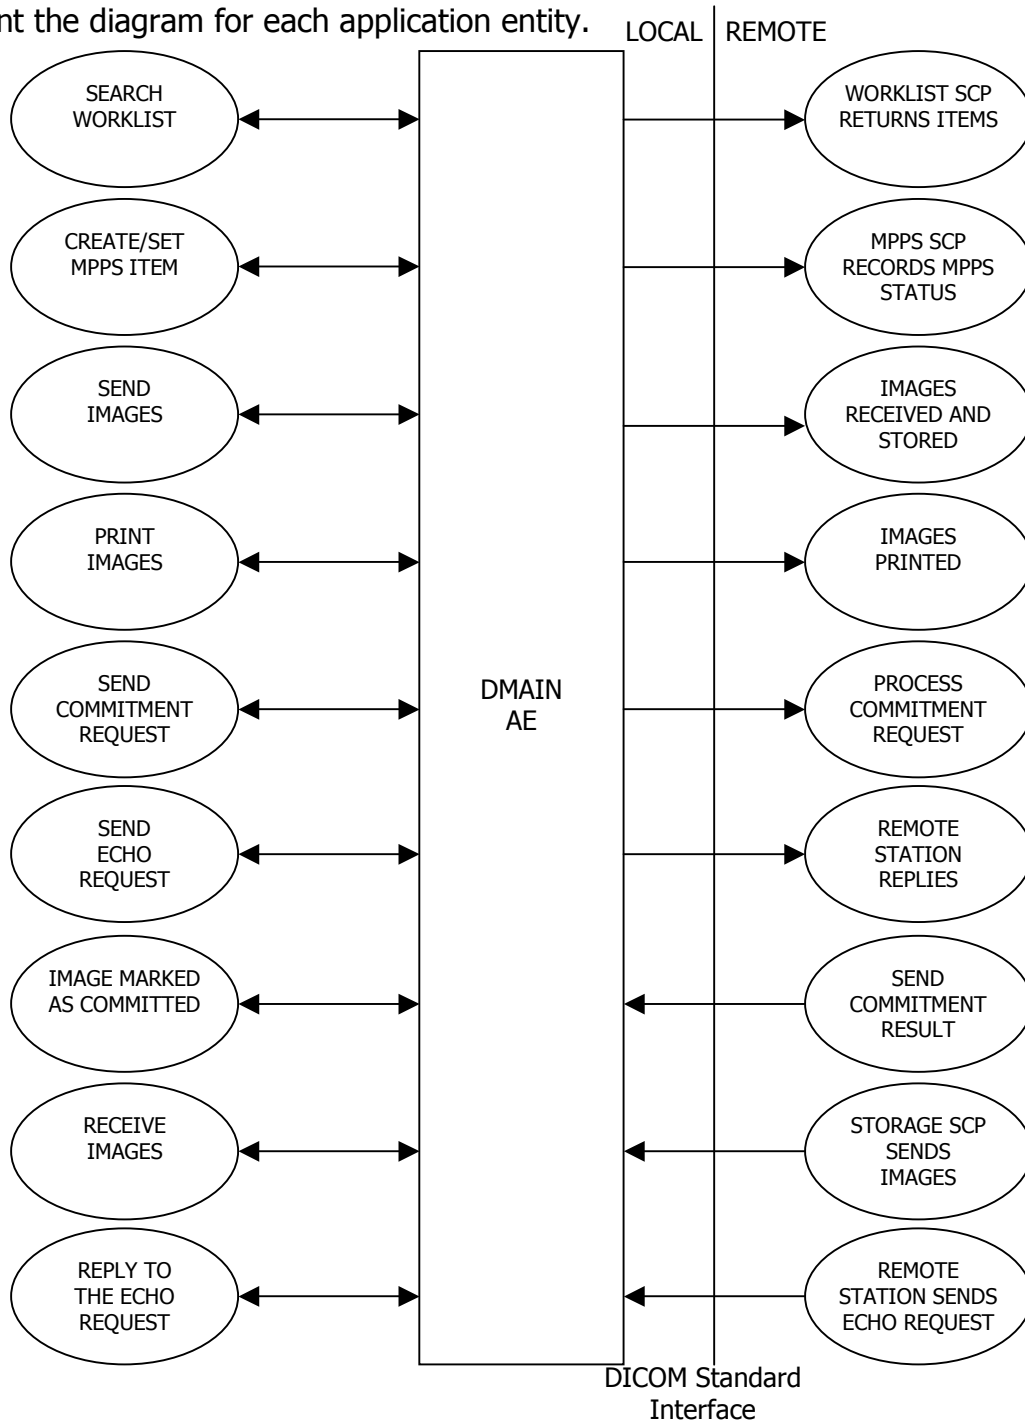 nt the diagram for each application entity.
LOCAL
REMOTE
SEARCH
WORKLIST
WORKLIST SCP
RETURNS ITEMS
CREATE/SET
MPPS ITEM
MPPS SCP
RECORDS MPPS
STATUS
SEND
IMAGES
IMAGES
RECEIVED AND
STORED
PRINT
IMAGES
IMAGES
PRINTED
SEND
COMMITMENT
REQUEST
DMAIN
AE
PROCESS
COMMITMENT
REQUEST
SEND
ECHO
REQUEST
REMOTE
STATION
REPLIES
IMAGE MARKED
AS COMMITTED
SEND
COMMITMENT
RESULT
RECEIVE
IMAGES
STORAGE SCP
SENDS
IMAGES
REPLY TO
THE ECHO
REQUEST
REMOTE
STATION SENDS
ECHO REQUEST
DICOM Standard
Interface